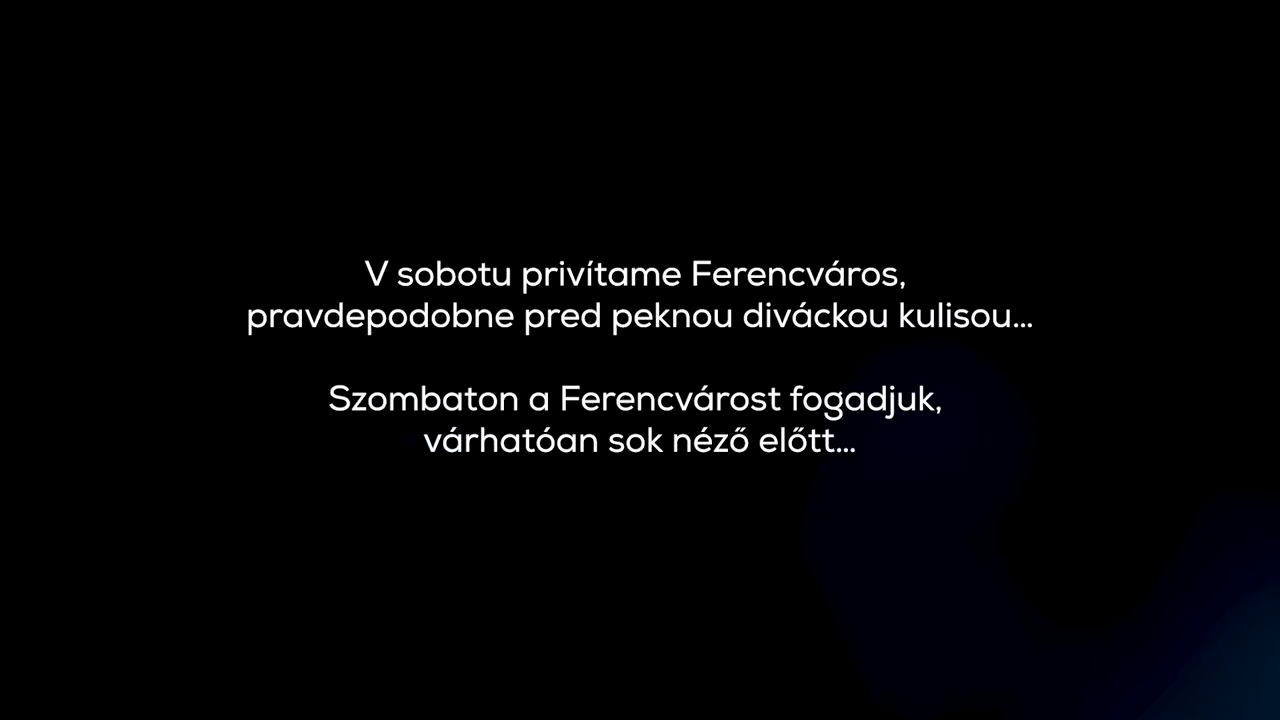 V sobotu privítame Ferencváros,
pravdepodobne pred peknou diváckou kulisou...
Szombaton a Ferencvárost fogadjuk,
várhatóan sok néző előtt...